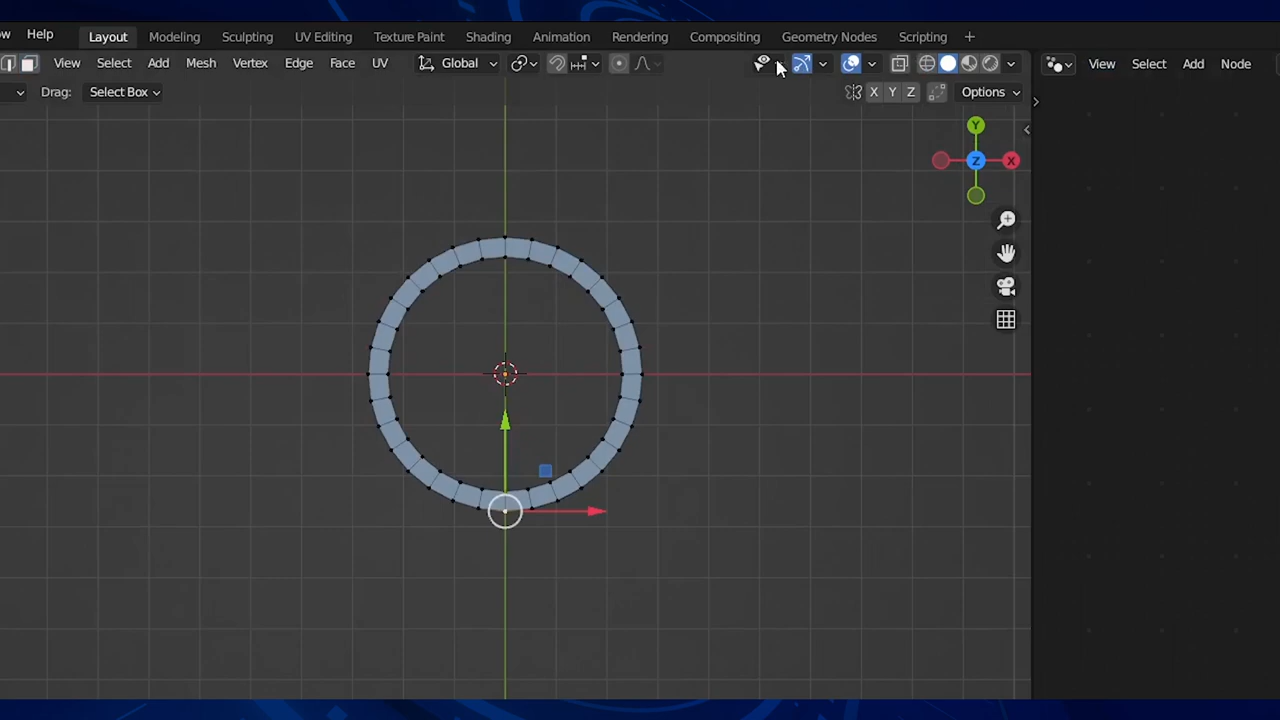 ow Help Layout Modeling Sculpting UV Editing Texture Paint Shading Animation Rendering Compositing Geometry Nodes Scripting +
View Select Add Mesh Vertex Edge Face UV Global View Select Add Node
Drag: Select Box X Y Z Options
Y
Z X